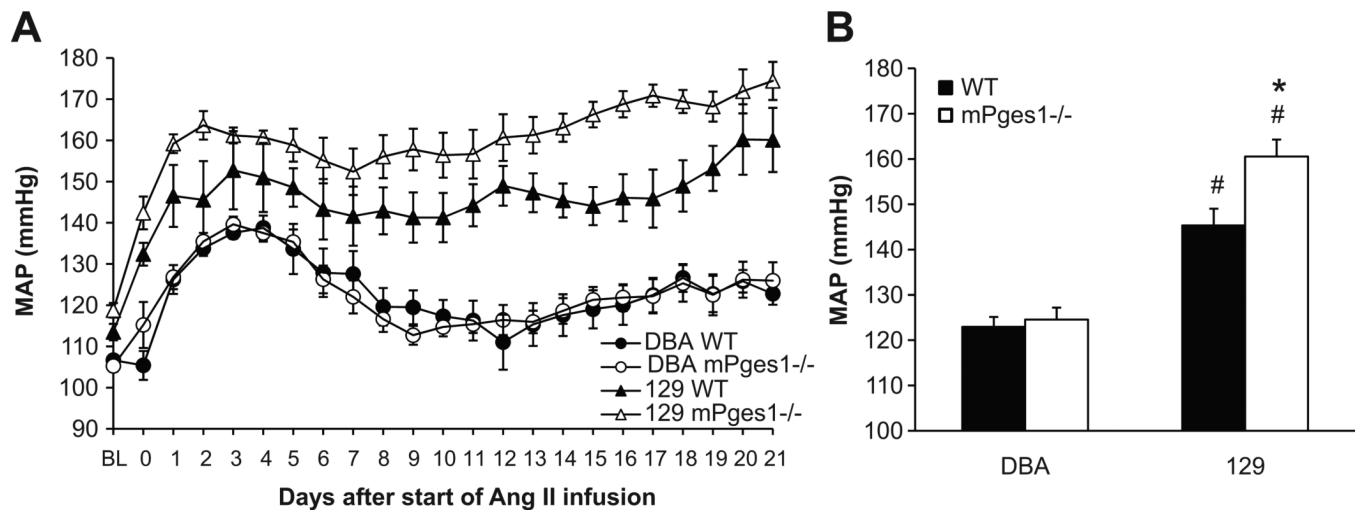 A
MAP (mmHg)
180
170
160
150
140
130
120
110
100
90
DBA WT
DBA mPges1-/-
129 WT
129 mPges1-/-
BL 0 1 2 3 4 5 6 7 8 9 10 11 12 13 14 15 16 17 18 19 20 21
Days after start of Ang II infusion
B
MAP (mmHg)
180
170
160
150
140
130
120
110
100
WT
mPges1-/-
*
#
#
DBA 129